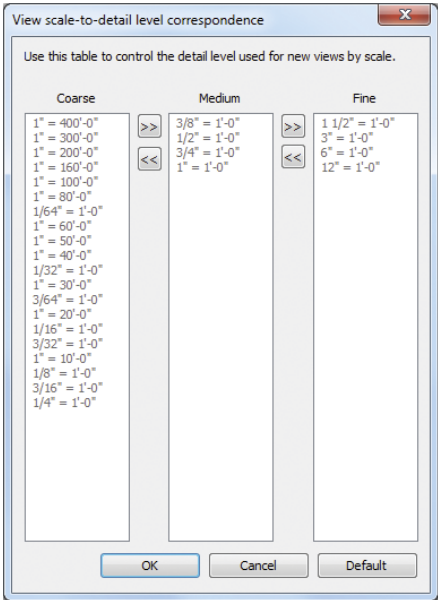 View scale-to-detail level correspondence
Use this table to control the detail level used for new views by scale.
Coarse
1" = 400'-0"
1" = 300'-0"
1" = 200'-0"
1" = 160'-0"
1" = 100'-0"
1" = 80'-0"
1/64" = 1'-0"
1" = 60'-0"
1" = 50'-0"
1" = 40'-0"
1/32" = 1'-0"
1" = 30'-0"
3/64" = 1'-0"
1" = 20'-0"
1/16" = 1'-0"
3/32" = 1'-0"
1" = 10'-0"
1/8" = 1'-0"
3/16" = 1'-0"
1/4" = 1'-0"
>>
<<
Medium
3/8" = 1'-0"
1/2" = 1'-0"
3/4" = 1'-0"
1" = 1'-0"
>>
<<
Fine
1 1/2" = 1'-0"
3" = 1'-0"
6" = 1'-0"
12" = 1'-0"
OK
Cancel
Default